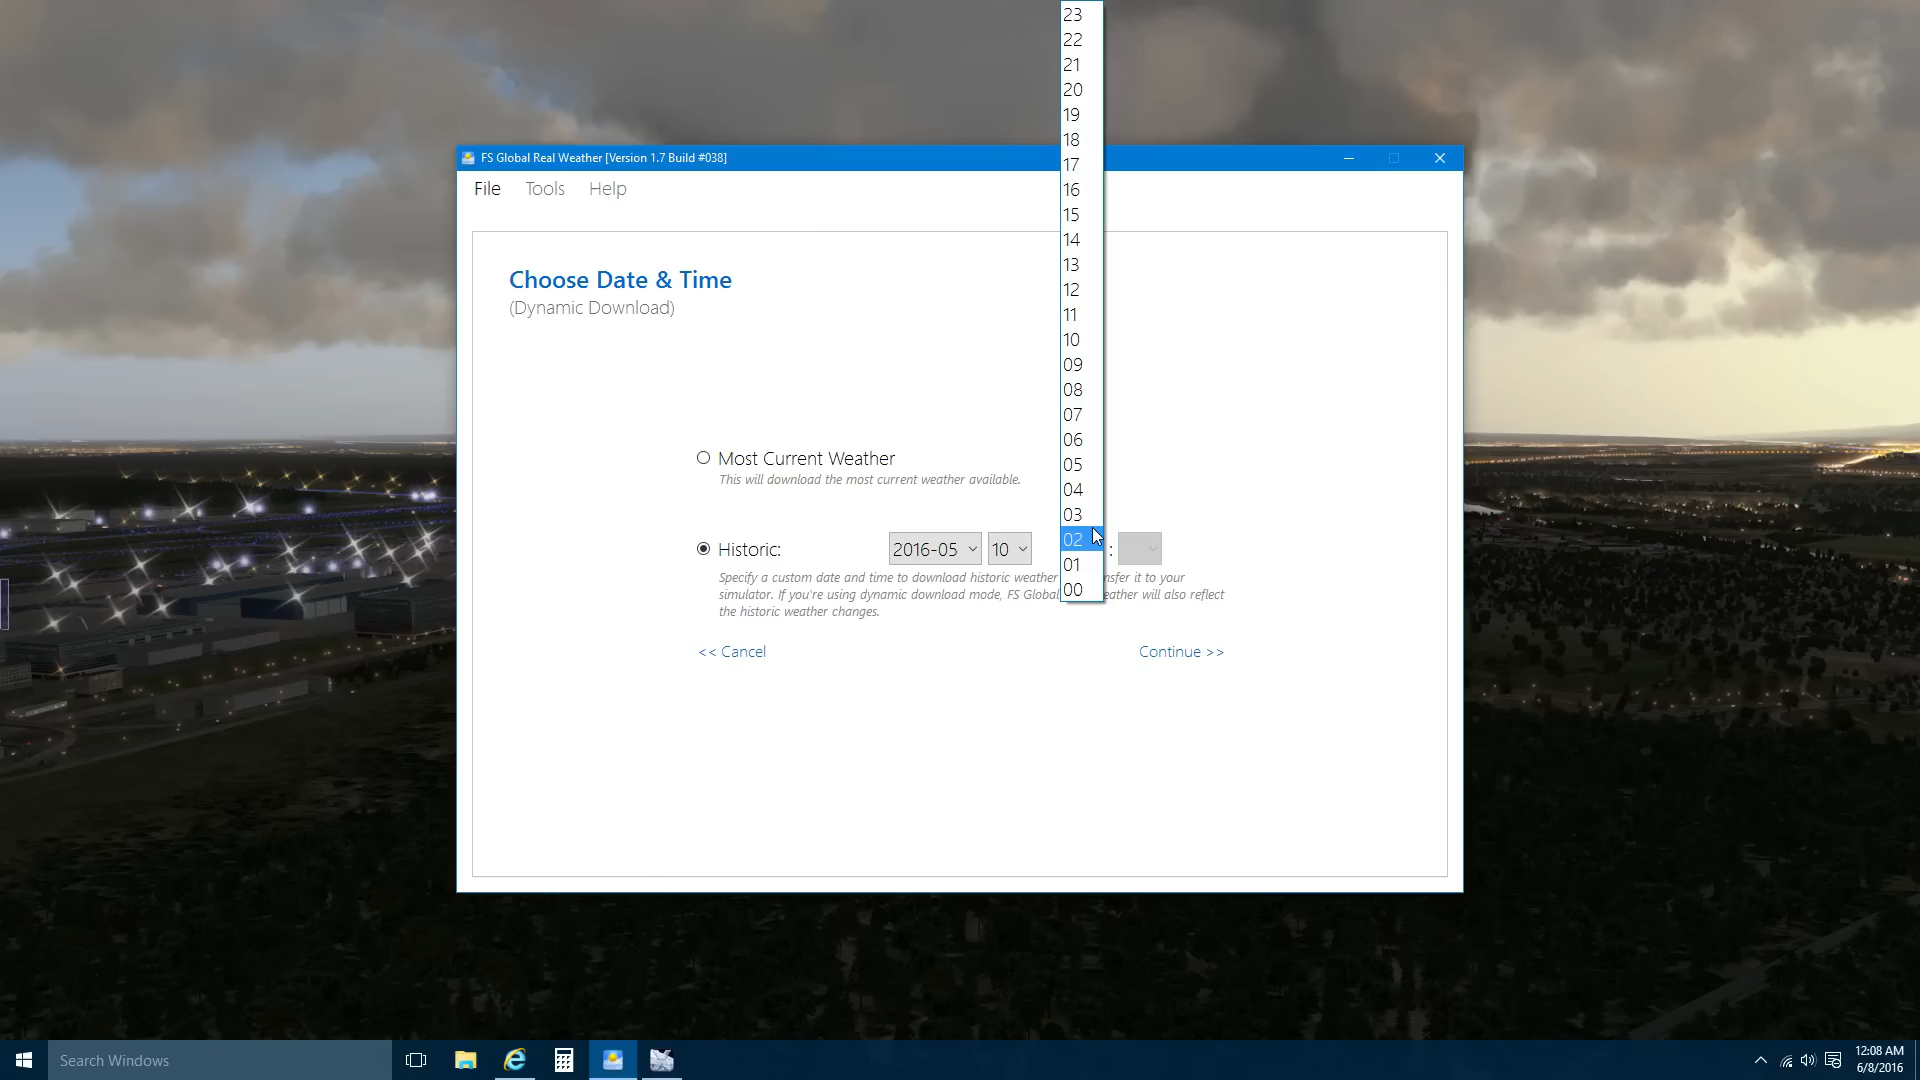 23
22
21
20
19
18
17
16
15
14
13
12
11
10
09
08
07
06
05
04
03
02
01
00
FS Global Real Weather [Version 1.7 Build #038]
File Tools Help
Choose Date & Time
(Dynamic Download)
Most Current Weather
This will download the most current weather available.
Historic: 2016-05 10 :
Specify a custom date and time to download historic weather nsfer it to your
simulator. If you're using dynamic download mode, FS Global eather will also reflect
the historic weather changes.
<< Cancel Continue >>
Search Windows
12:08 AM
6/8/2016